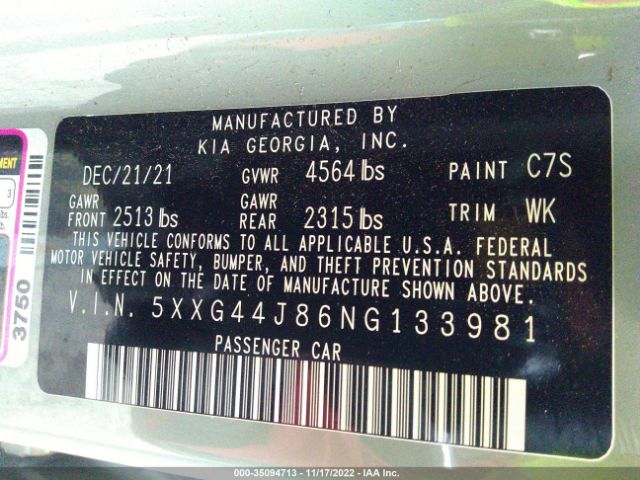 MANUFACTURED BY
KIA GEORGIA, INC.
DEC/21/21 GVWR 4564 lbs PAINT C7S
GAWR FRONT 2513 lbs GAWR REAR 2315 lbs TRIM WK
THIS VEHICLE CONFORMS TO ALL APPLICABLE U.S.A. FEDERAL
MOTOR VEHICLE SAFETY, BUMPER, AND THEFT PREVENTION STANDARDS
IN EFFECT ON THE DATE OF MANUFACTURE SHOWN ABOVE.
V.I.N. 5XXG44J86NG133981
PASSENGER CAR
3750
3
lbs.
lb.
000-35094713 - 11/17/2022 - IAA Inc.